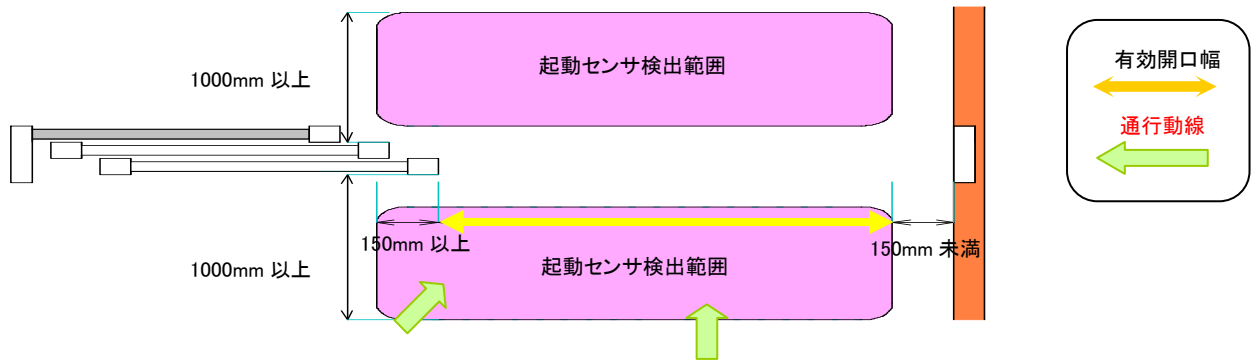 起動センサ検出範囲
1000mm 以上
150mm 以上
150mm 未満
1000mm 以上
起動センサ検出範囲
有効開口幅
通行動線